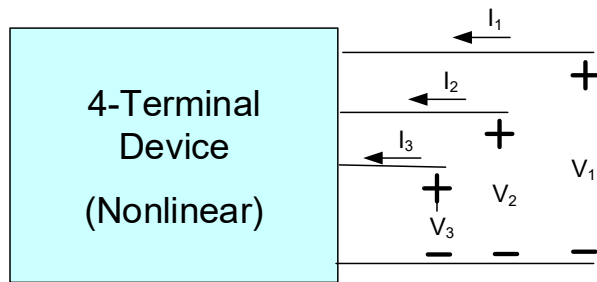 4-Terminal
Device
(Nonlinear)
I₁
I₂
I₃
V₁
V₂
V₃